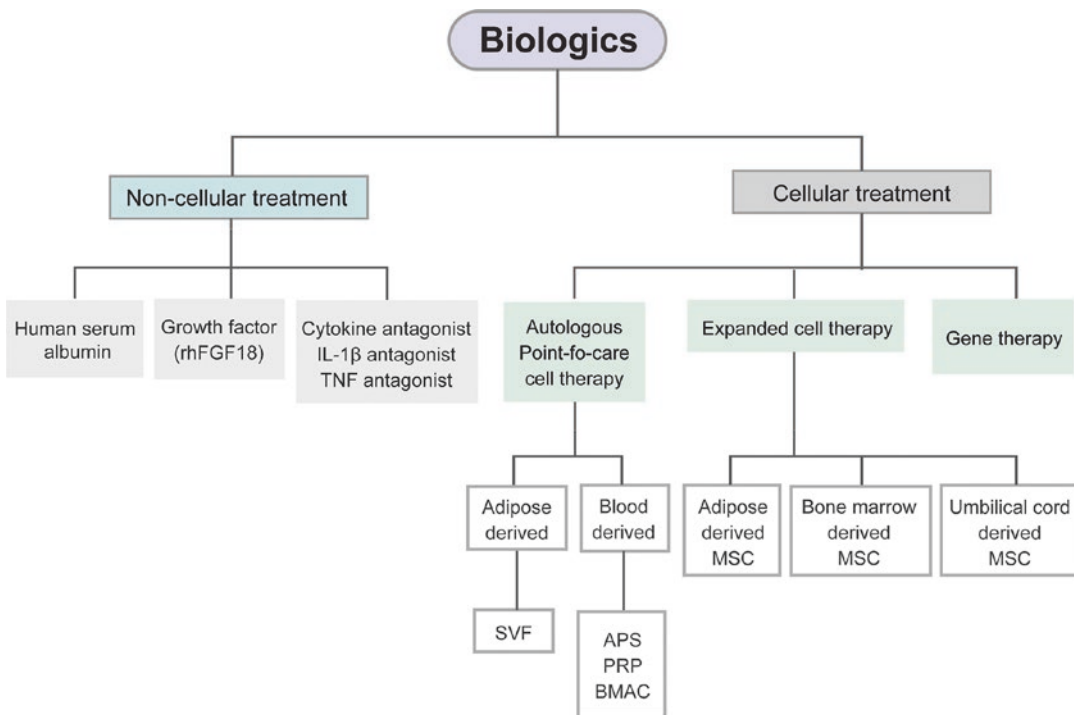 Biologics
Non-cellular treatment
Cellular treatment
Human serum
albumin
Growth factor
(rhFGF18)
Cytokine antagonist
IL-1β antagonist
TNF antagonist
Autologous
Point-fo-care
cell therapy
Expanded cell therapy
Gene therapy
Adipose
derived
Blood
derived
Adipose
derived
MSC
Bone marrow
derived
MSC
Umbilical cord
derived
MSC
SVF
APS
PRP
BMAC